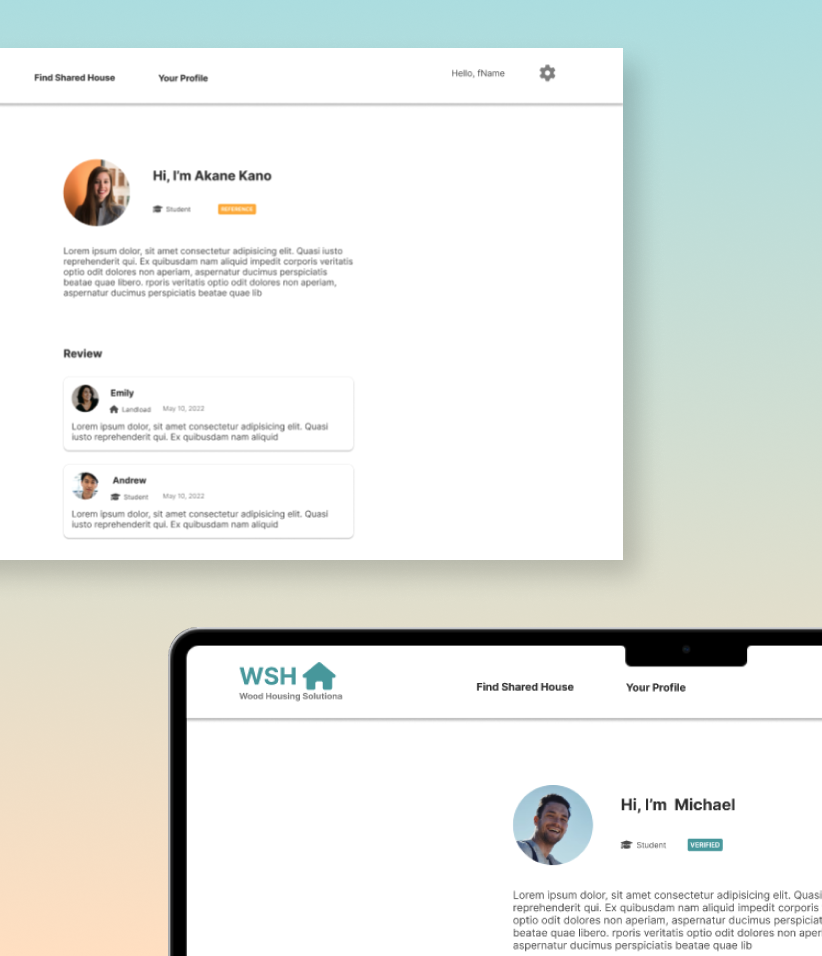 Find Shared House
Your Profile
Hello, fName
Hi, I'm Akane Kano
Student
REFERENCE
Lorem ipsum dolor, sit amet consectetur adipisicing elit. Quasi iusto
reprehenderit qui. Ex quibusdam nam aliquid impedit corporis veritatis
optio odit dolores non aperiam, aspernatur ducimus perspiciatis
beatae quae libero. rporis veritatis optio odit dolores non aperiam,
aspernatur ducimus perspiciatis beatae quae lib
Review
Emily
Landload
May 10, 2022
Lorem ipsum dolor, sit amet consectetur adipisicing elit. Quasi
iusto reprehenderit qui. Ex quibusdam nam aliquid
Andrew
Student
May 10, 2022
Lorem ipsum dolor, sit amet consectetur adipisicing elit. Quasi
iusto reprehenderit qui. Ex quibusdam nam aliquid
WSH
Wood Housing Solutiona
Find Shared House
Your Profile
Hi, I'm Michael
Student
VERIFIED
Lorem ipsum dolor, sit amet consectetur adipisicing elit. Quasi
reprehenderit qui. Ex quibusdam nam aliquid impedit corporis
optio odit dolores non aperiam, aspernatur ducimus perspiciat
beatae quae libero. rporis veritatis optio odit dolores non aper
aspernatur ducimus perspiciatis beatae quae lib